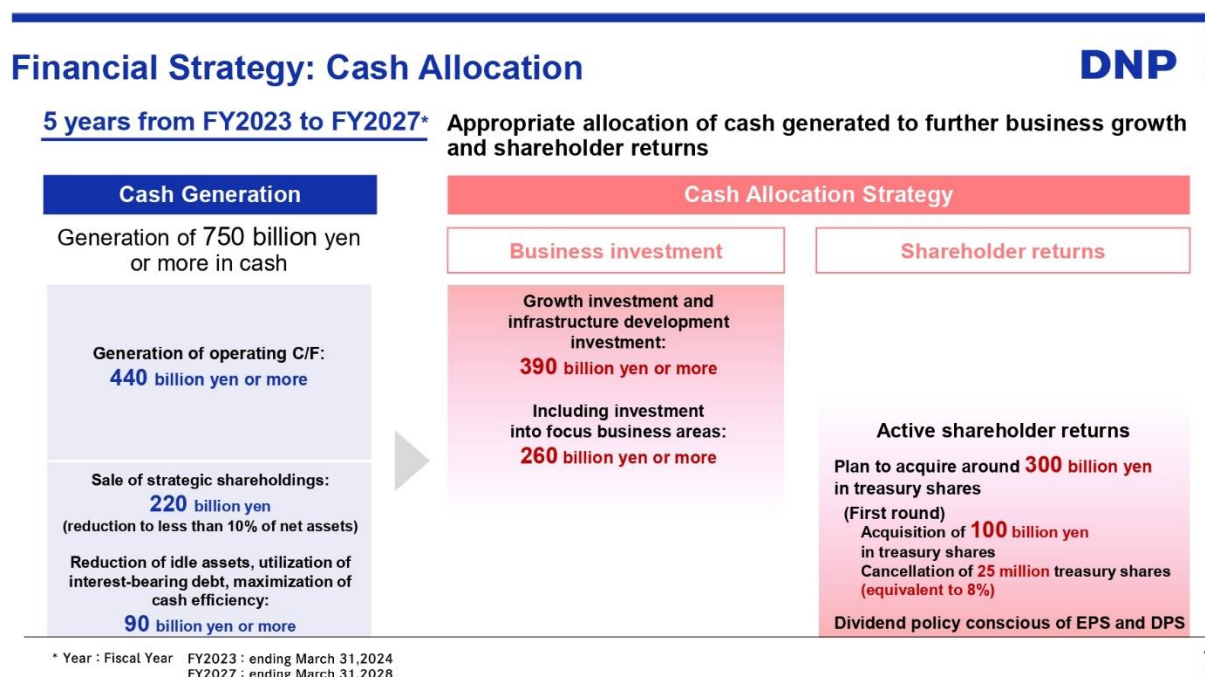 Financial Strategy: Cash Allocation
DNP
5 years from FY2023 to FY2027*
Appropriate allocation of cash generated to further business growth
and shareholder returns
Cash Generation
Generation of 750 billion yen
or more in cash
Generation of operating C/F:
440 billion yen or more
Sale of strategic shareholdings:
220 billion yen
(reduction to less than 10% of net assets)
Reduction of idle assets, utilization of
interest-bearing debt, maximization of
cash efficiency:
90 billion yen or more
Cash Allocation Strategy
Business investment
Growth investment and
infrastructure development
investment:
390 billion yen or more
Including investment
into focus business areas:
260 billion yen or more
Shareholder returns
Active shareholder returns
Plan to acquire around 300 billion yen
in treasury shares
(First round)
Acquisition of 100 billion yen
in treasury shares
Cancellation of 25 million treasury shares
(equivalent to 8%)
Dividend policy conscious of EPS and DPS
* Year : Fiscal Year FY2023 : ending March 31,2024
FY2027 : ending March 31,2028